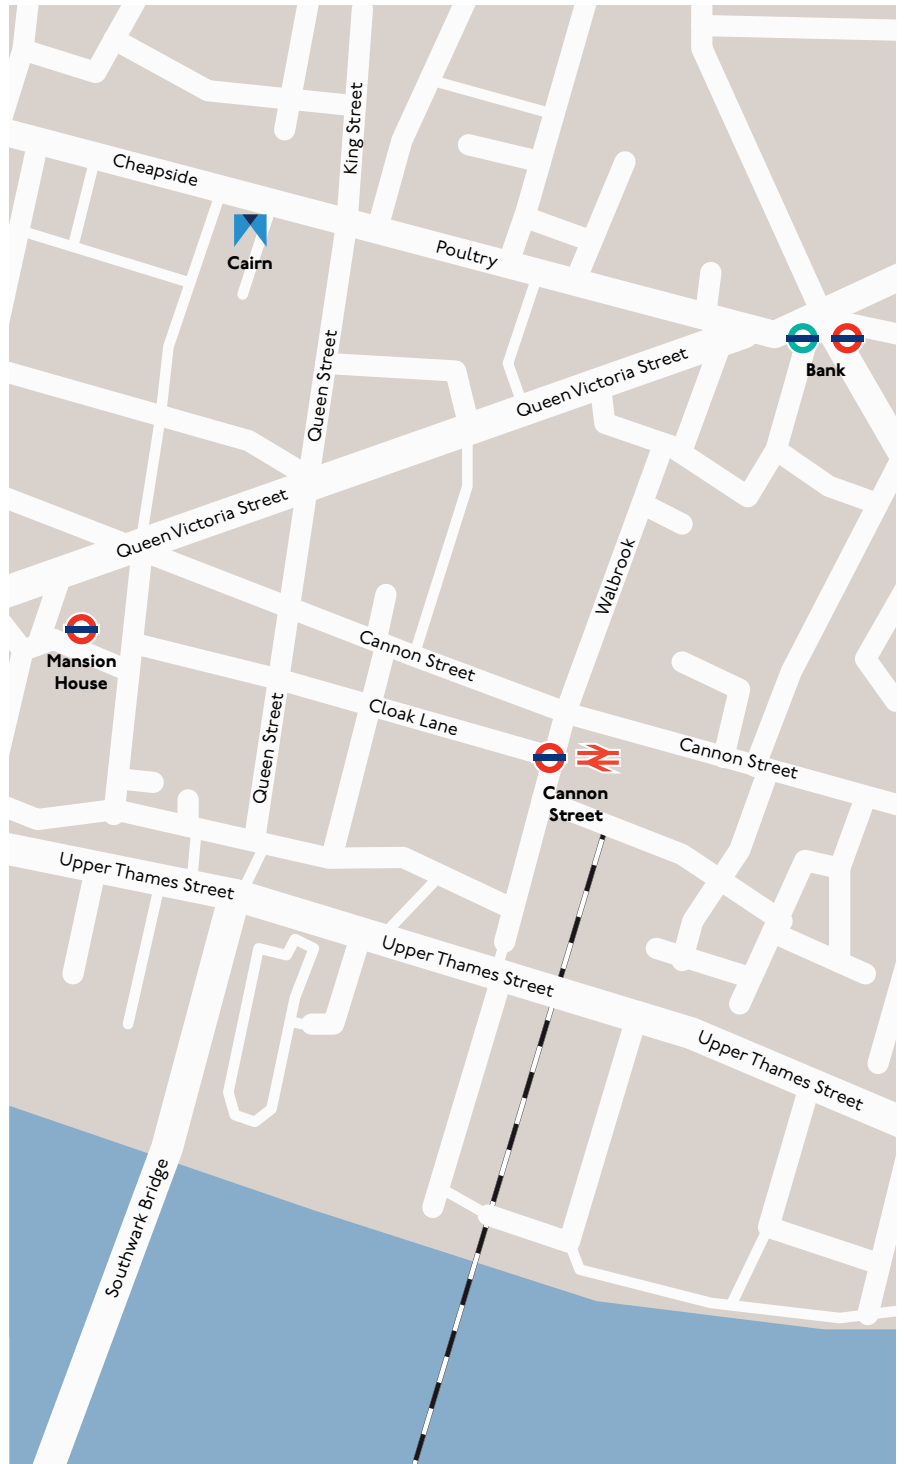 King Street
Cheapside
Poultry
Cairn
Queen Street
Queen Victoria Street
Bank
Queen Victoria Street
Walbrook
Cannon Street
Mansion
House
Cloak Lane
Queen Street
Cannon Street
Cannon
Street
Upper Thames Street
Upper Thames Street
Upper Thames Street
Southwark Bridge